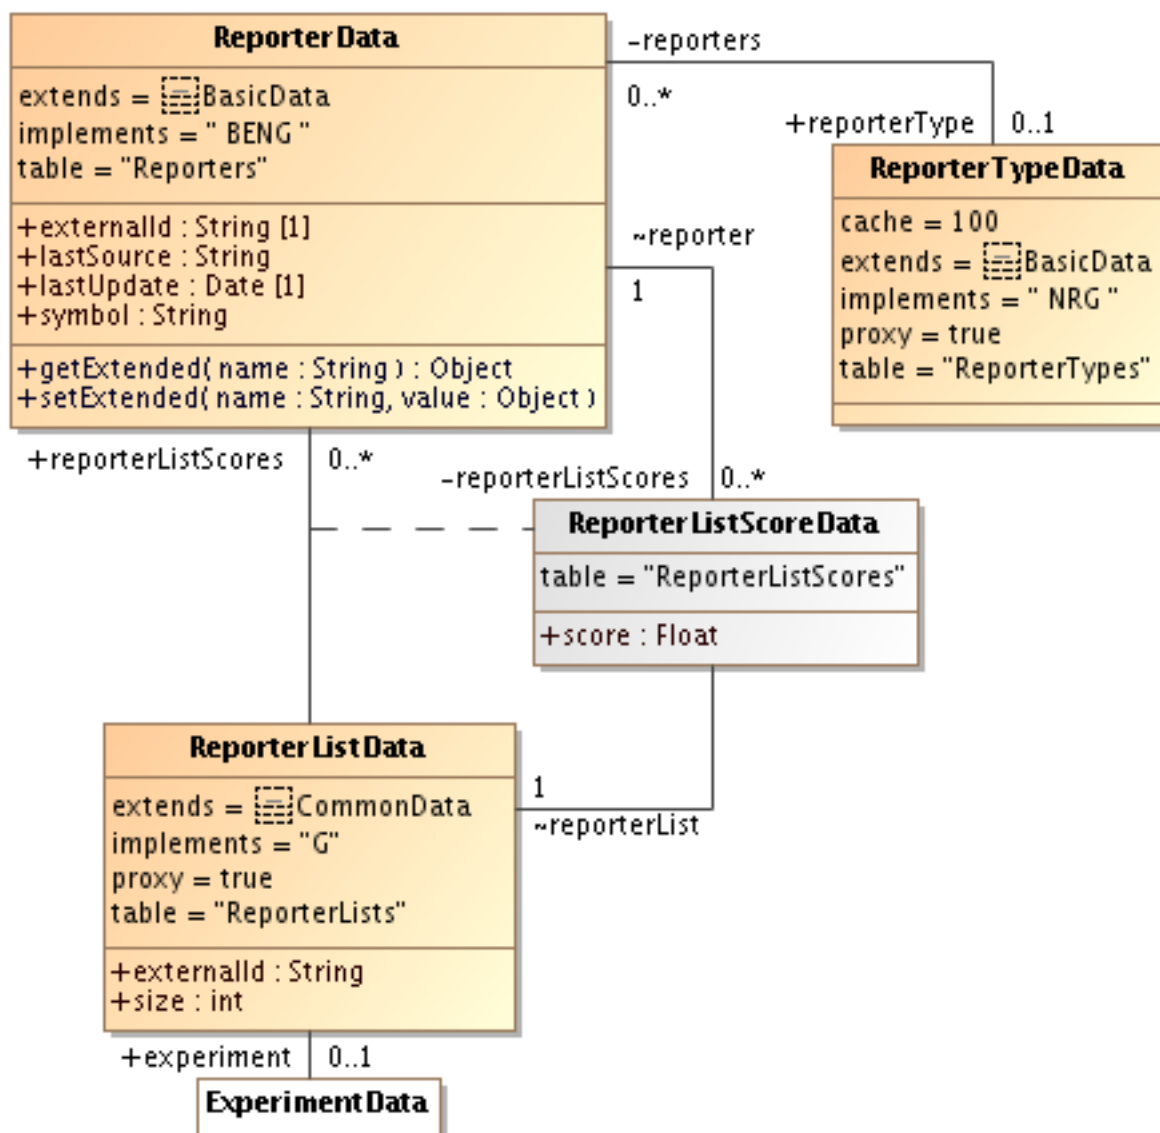 ReporterData
extends = BasicData
implements = " BENG "
table = "Reporters"
+externalId : String [1]
+lastSource : String
+lastUpdate : Date [1]
+symbol : String
+getExtended( name : String ) : Object
+setExtended( name : String, value : Object )
-reporters
0..*
+reporterType
0..1
ReporterTypeData
cache = 100
extends = BasicData
implements = " NRG "
proxy = true
table = "ReporterTypes"
~reporter
1
+reporterListScores
0..*
-reporterListScores
0..*
ReporterListScoreData
table = "ReporterListScores"
+score : Float
ReporterListData
extends = CommonData
implements = "G"
proxy = true
table = "ReporterLists"
+externalId : String
+size : int
1
~reporterList
+experiment
0..1
ExperimentData